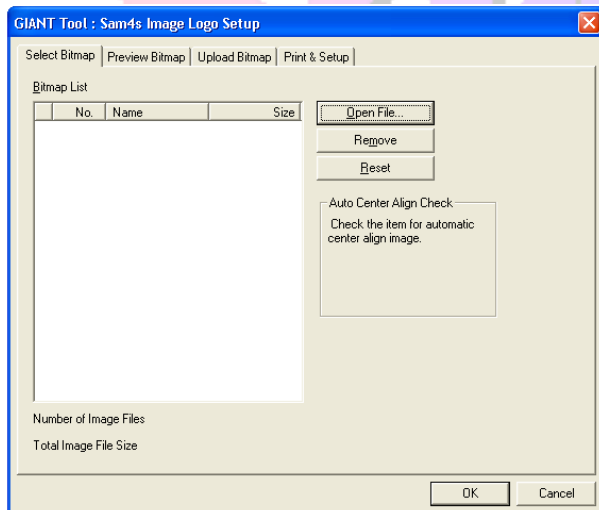 GIANT Tool : Sam4s Image Logo Setup
Select Bitmap Preview Bitmap Upload Bitmap Print & Setup
Bitmap List
No. Name Size
Open File...
Remove
Reset
Auto Center Align Check
Check the item for automatic
center align image.
Number of Image Files
Total Image File Size
OK Cancel